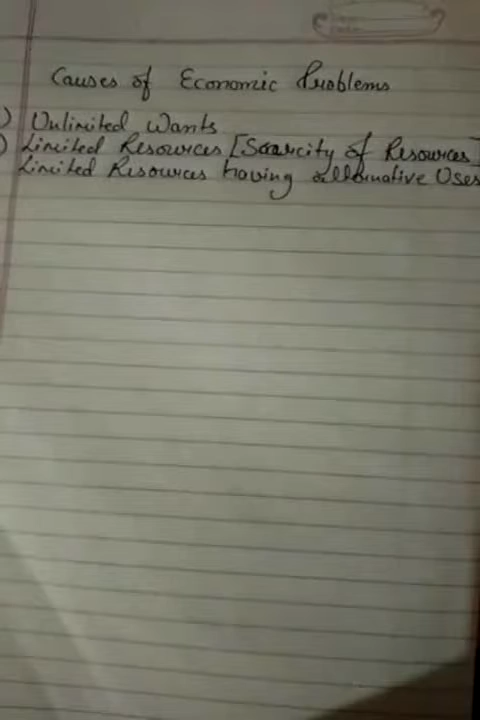 Causes of Economic Problems
) Unlimited Wants
) Limited Resources [Scarcity of Resources]
Limited Resources having alternative Uses